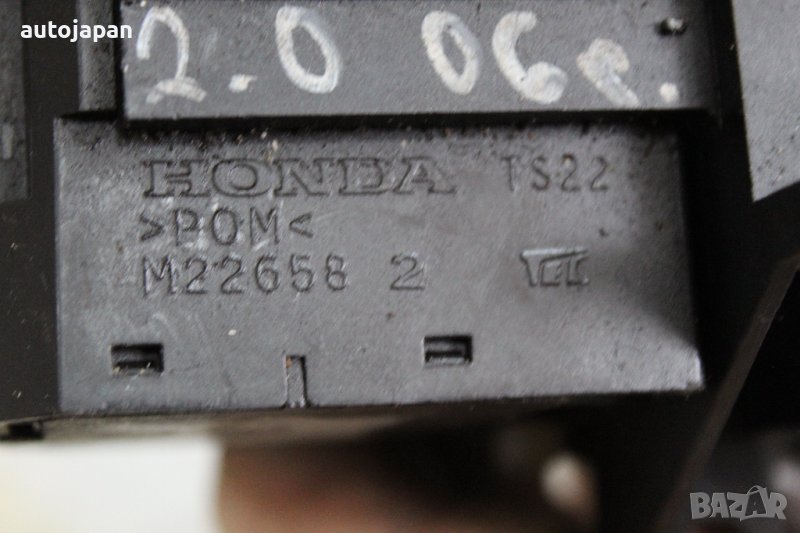 autojapan
2.0 06г.
HONDA TS22
>POM<
M22658 2
BAZAR